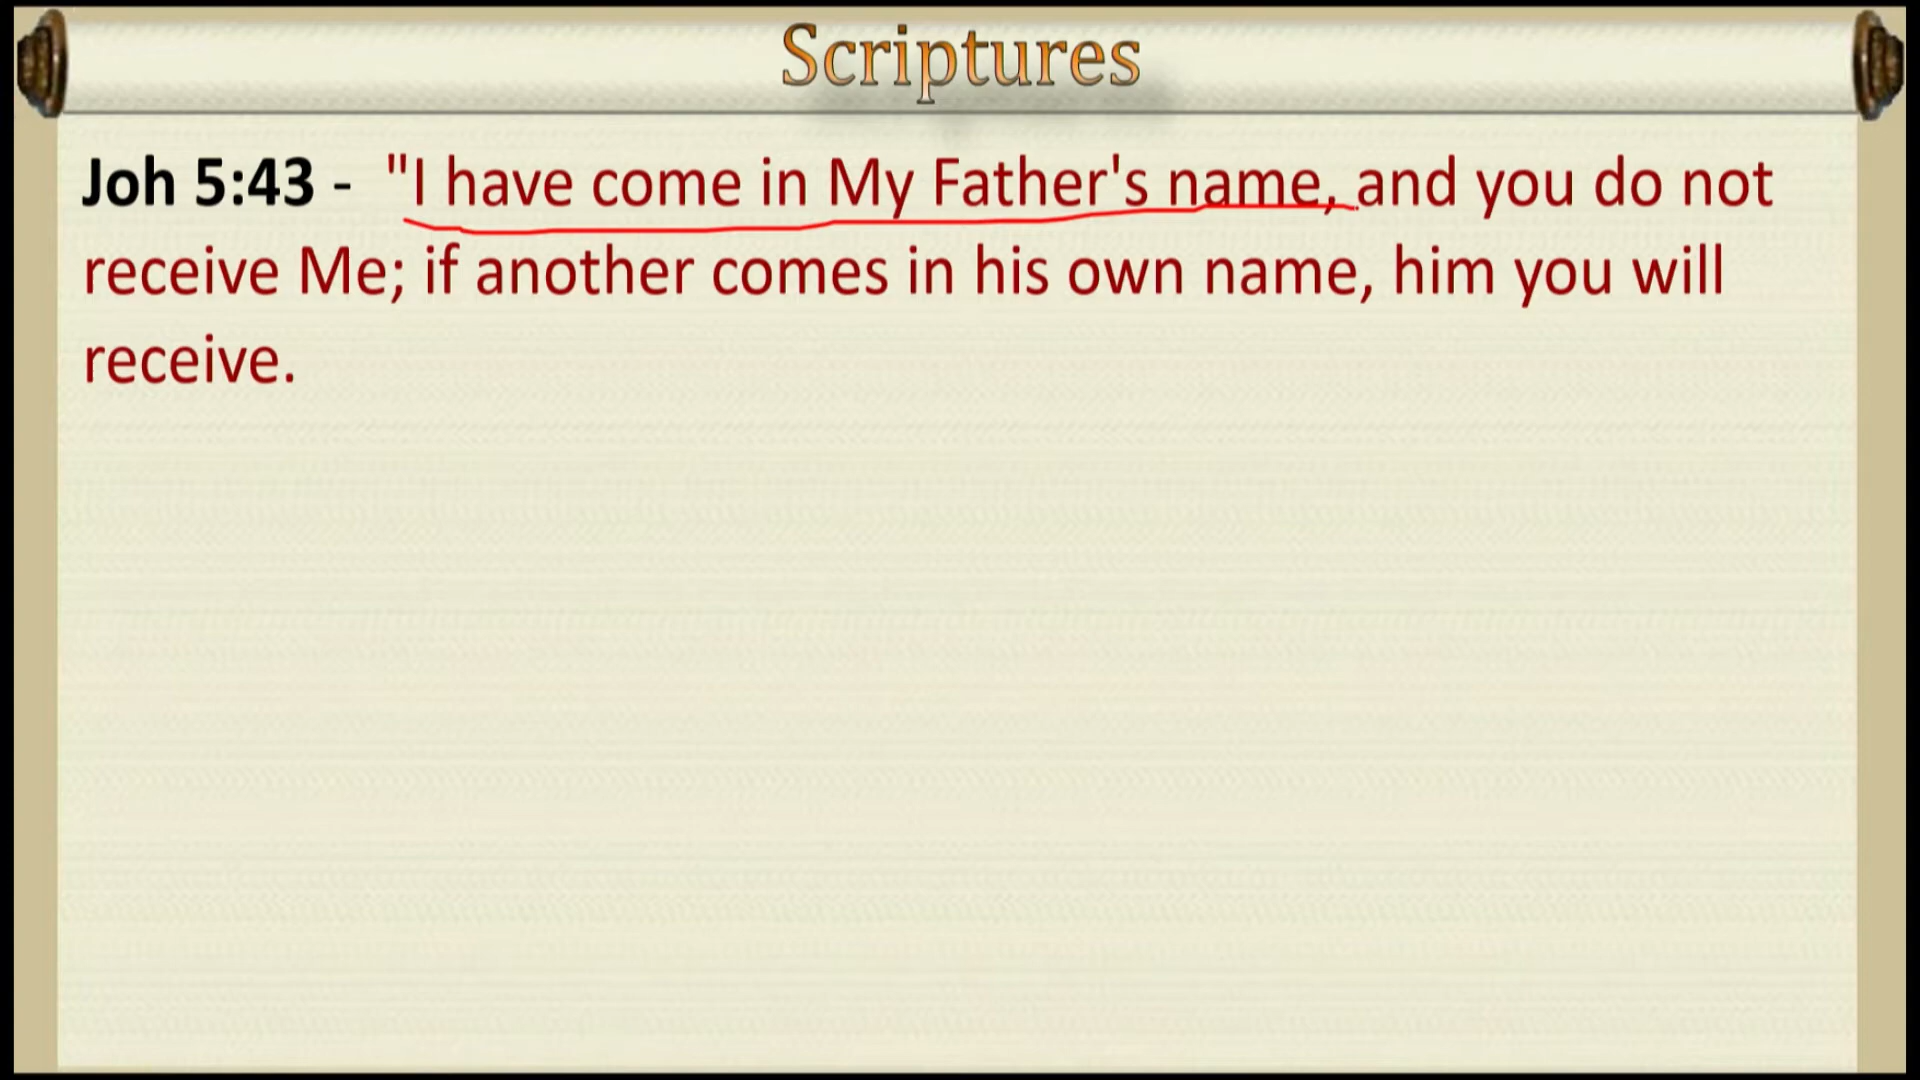 Scriptures
Joh 5:43 - "I have come in My Father's name, and you do not
receive Me; if another comes in his own name, him you will
receive.